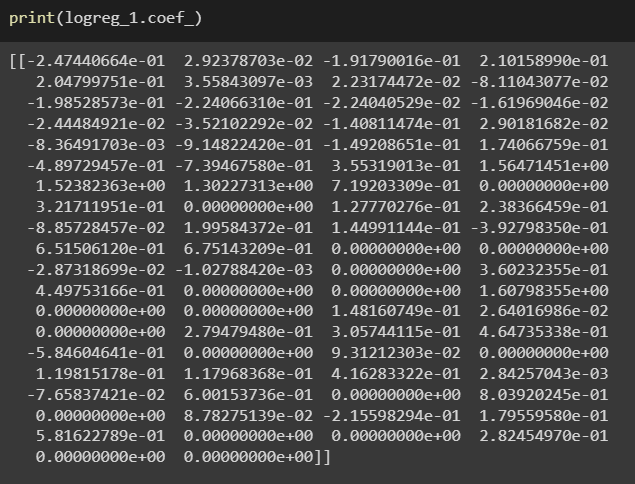 print(logreg_1.coef_)
[[-2.47440664e-01 2.92378703e-02 -1.91790016e-01 2.10158990e-01
2.04799751e-01 3.55843097e-03 2.23174472e-02 -8.11043077e-02
-1.98528573e-01 -2.24066310e-01 -2.24040529e-02 -1.61969046e-02
-2.44484921e-02 -3.52102292e-02 -1.40811474e-01 2.90181682e-02
-8.36491703e-03 -9.14822420e-01 -1.49208651e-01 1.74066759e-01
-4.89729457e-01 -7.39467580e-01 3.55319013e-01 1.56471451e+00
1.52382363e+00 1.30227313e+00 7.19203309e-01 0.00000000e+00
3.21711951e-01 0.00000000e+00 1.27770276e-01 2.38366459e-01
-8.85728457e-02 1.99584372e-01 1.44991144e-01 -3.92798350e-01
6.51506120e-01 6.75143209e-01 0.00000000e+00 0.00000000e+00
-2.87318699e-02 -1.02788420e-03 0.00000000e+00 3.60232355e-01
4.49753166e-01 0.00000000e+00 0.00000000e+00 1.60798355e+00
0.00000000e+00 0.00000000e+00 1.48160749e-01 2.64016986e-02
0.00000000e+00 2.79479480e-01 3.05744115e-01 4.64735338e-01
-5.84604641e-01 0.00000000e+00 9.31212303e-02 0.00000000e+00
1.19815178e-01 1.17968368e-01 4.16283322e-01 2.84257043e-03
-7.65837421e-02 6.00153736e-01 0.00000000e+00 8.03920245e-01
0.00000000e+00 8.78275139e-02 -2.15598294e-01 1.79559580e-01
5.81622789e-01 0.00000000e+00 0.00000000e+00 2.82454970e-01
0.00000000e+00 0.00000000e+00]]